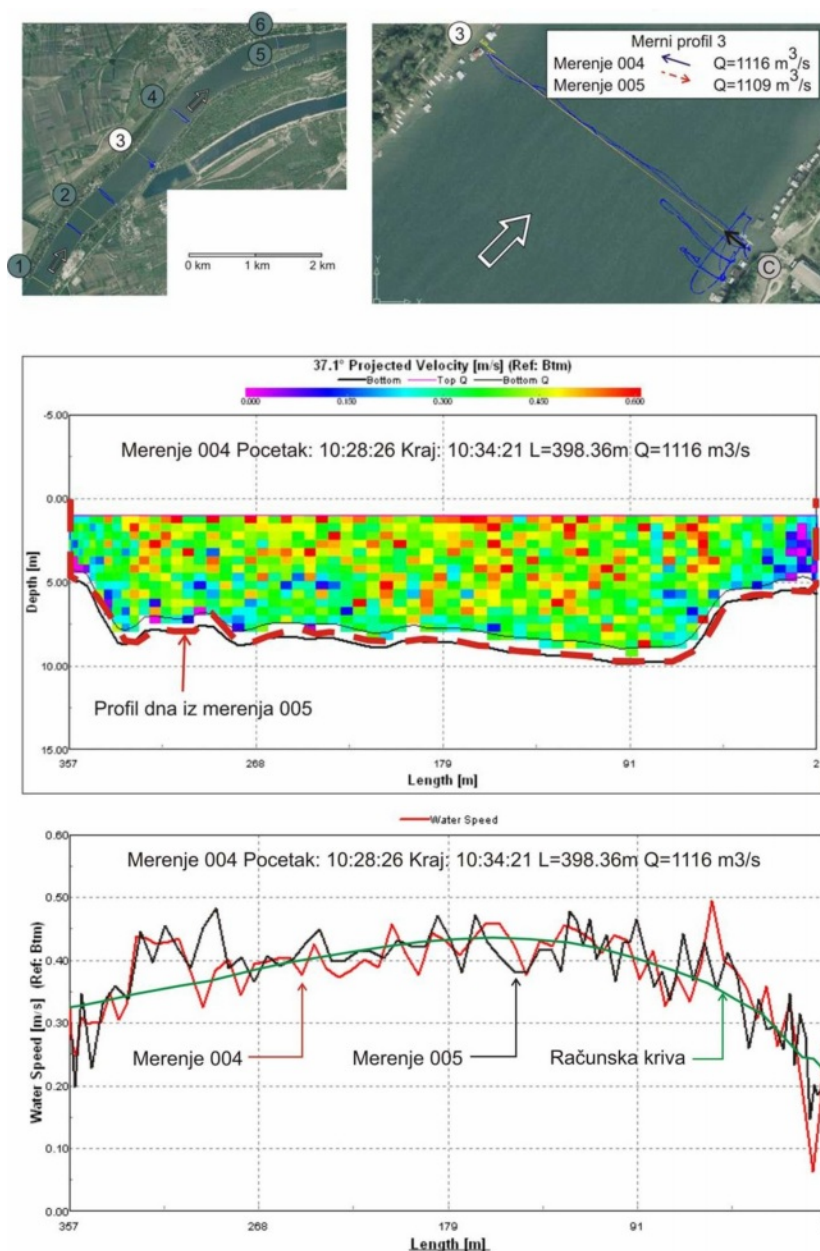 6
5
4
3
2
1
0 km 1 km 2 km
3
Merni profil 3
Merenje 004 Q=1116 m³/s
Merenje 005 Q=1109 m³/s
C
Y
X
37.1° Projected Velocity [m/s] (Ref: Btm)
Bottom Top Q Bottom Q
0.000 0.150 0.300 0.450 0.600
-5.00
Merenje 004 Pocetak: 10:28:26 Kraj: 10:34:21 L=398.36m Q=1116 m3/s
0.00
Depth [m]
5.00
10.00
Profil dna iz merenja 005
15.00
357 268 179 91 2
Length [m]
Water Speed
0.60
Merenje 004 Pocetak: 10:28:26 Kraj: 10:34:21 L=398.36m Q=1116 m3/s
0.50
0.40
Water Speed [m/s] (Ref: Btm)
0.30
Merenje 004 Merenje 005 Računska kriva
0.20
0.10
0.00
357 268 179 91
Length [m]